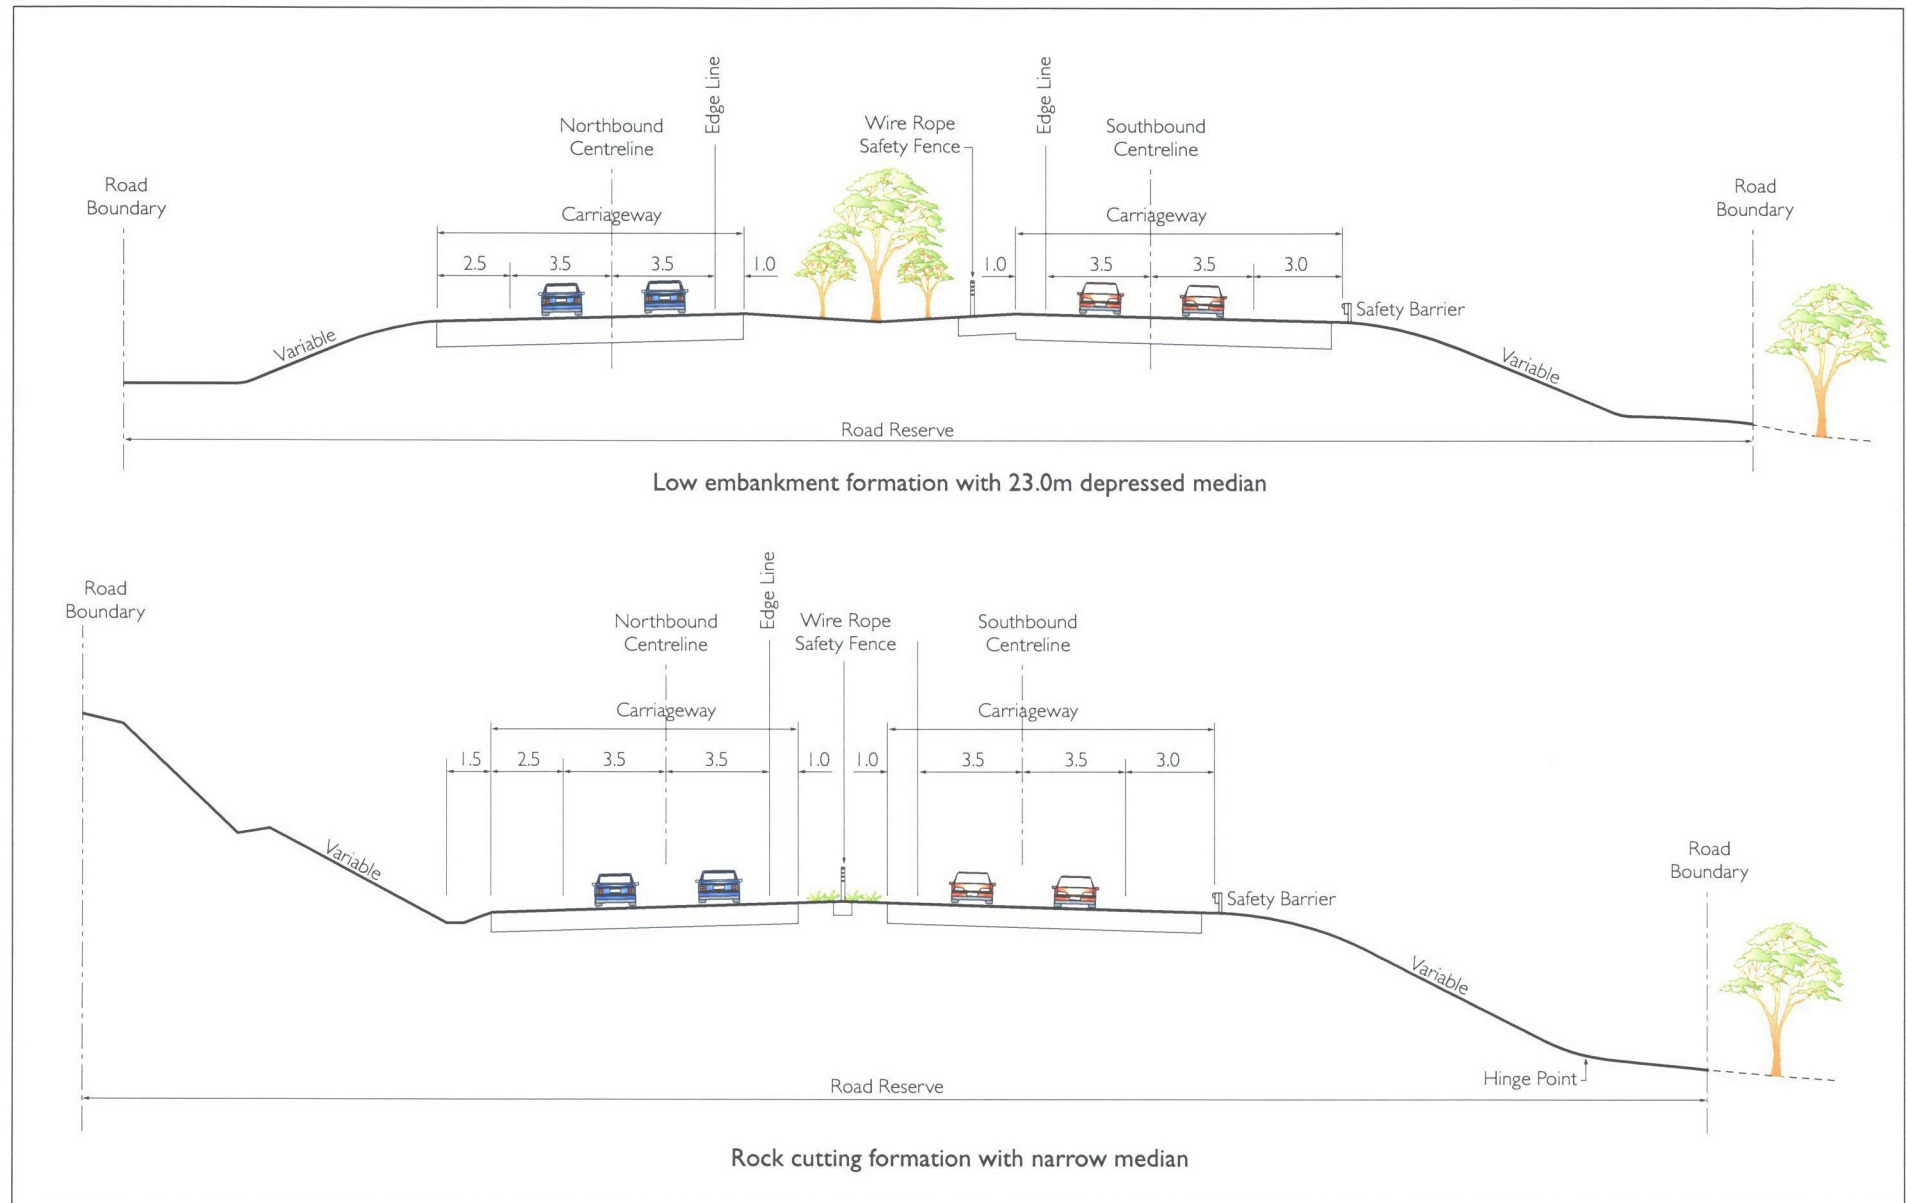 Edge Line
Edge Line
Northbound
Centreline
Wire Rope
Safety Fence
Southbound
Centreline
Road
Boundary
Road
Boundary
Carriageway
Carriageway
2.5
3.5
3.5
1.0
1.0
3.5
3.5
3.0
Safety Barrier
Variable
Variable
Road Reserve
Low embankment formation with 23.0m depressed median
Edge Line
Road
Boundary
Northbound
Centreline
Wire Rope
Safety Fence
Southbound
Centreline
Carriageway
Carriageway
1.5
2.5
3.5
3.5
1.0
1.0
3.5
3.5
3.0
Variable
Road
Boundary
Safety Barrier
Variable
Hinge Point
Road Reserve
Rock cutting formation with narrow median